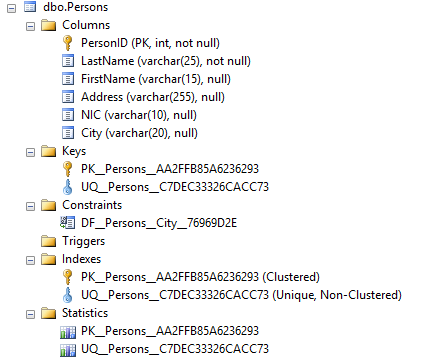 dbo.Persons
Columns
PersonID (PK, int, not null)
LastName (varchar(25), not null)
FirstName (varchar(15), null)
Address (varchar(255), null)
NIC (varchar(10), null)
City (varchar(20), null)
Keys
PK__Persons__AA2FFB85A6236293
UQ__Persons__C7DEC33326CACC73
Constraints
DF__Persons__City__76969D2E
Triggers
Indexes
PK__Persons__AA2FFB85A6236293 (Clustered)
UQ__Persons__C7DEC33326CACC73 (Unique, Non-Clustered)
Statistics
PK__Persons__AA2FFB85A6236293
UQ__Persons__C7DEC33326CACC73